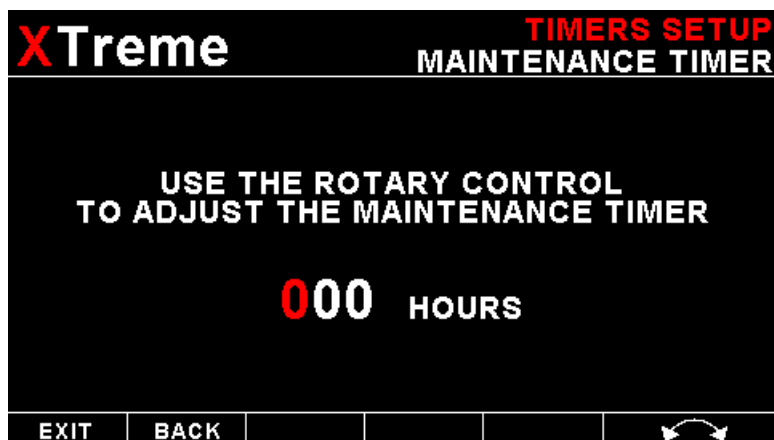 XTreme
TIMERS SETUP
MAINTENANCE TIMER
USE THE ROTARY CONTROL
TO ADJUST THE MAINTENANCE TIMER
000 HOURS
EXIT BACK